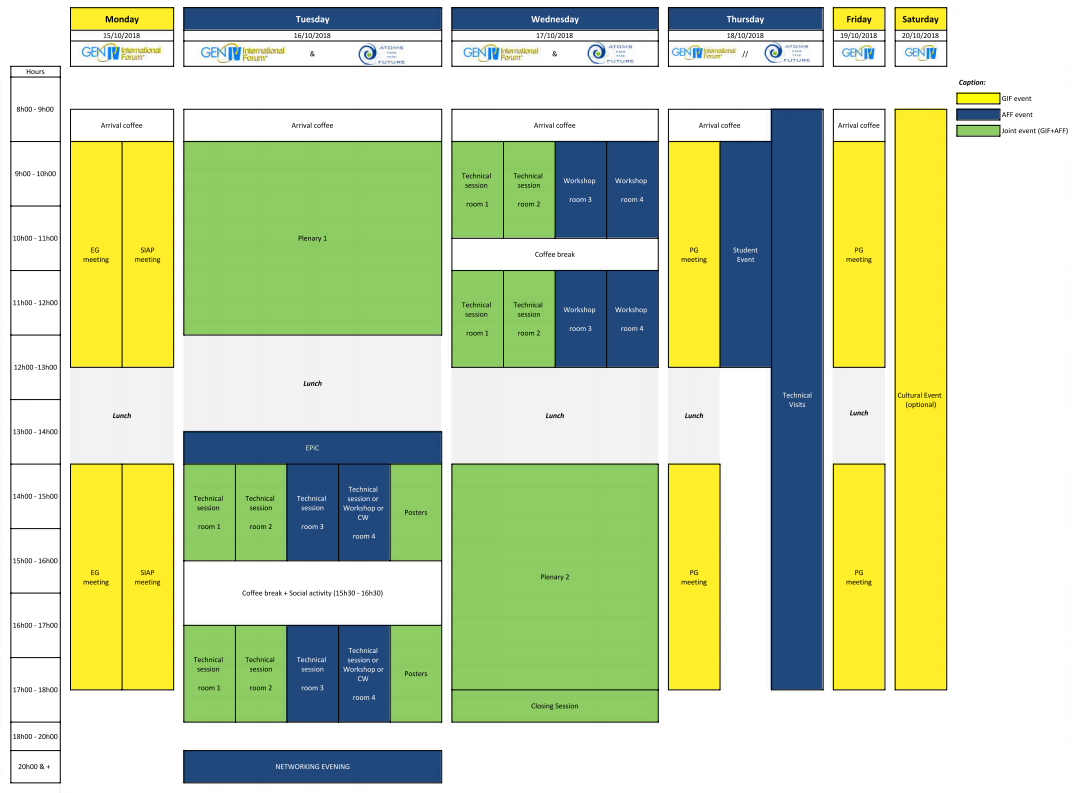 Monday
Tuesday
Wednesday
Thursday
Friday
Saturday
15/10/2018
16/10/2018
17/10/2018
18/10/2018
19/10/2018
20/10/2018
GEN IV International Forum
GEN IV International Forum & ATOMS FOR THE FUTURE
GEN IV International Forum & ATOMS FOR THE FUTURE
GEN IV International Forum // ATOMS FOR THE FUTURE
GEN IV
GEN IV
Caption:
GIF event
AFF event
Joint event (GIF+AFF)
Hours
8h00 - 9h00
9h00 - 10h00
10h00 - 11h00
11h00 - 12h00
12h00 -13h00
13h00 - 14h00
14h00 - 15h00
15h00 - 16h00
16h00 - 17h00
17h00 - 18h00
18h00 - 20h00
20h00 & +
Arrival coffee
EG
meeting
SIAP
meeting
Lunch
EG
meeting
SIAP
meeting
Arrival coffee
Plenary 1
Lunch
EPiC
Technical
session
room 1
Technical
session
room 2
Technical
session
room 3
Technical
session or
Workshop or
CW
room 4
Posters
Coffee break + Social activity (15h30 - 16h30)
Technical
session
room 1
Technical
session
room 2
Technical
session
room 3
Technical
session or
Workshop or
CW
room 4
Posters
NETWORKING EVENING
Arrival coffee
Technical
session
room 1
Technical
session
room 2
Workshop
room 3
Workshop
room 4
Coffee break
Technical
session
room 1
Technical
session
room 2
Workshop
room 3
Workshop
room 4
Lunch
Plenary 2
Closing Session
Arrival coffee
PG
meeting
Student
Event
Technical
Visits
Lunch
PG
meeting
Arrival coffee
PG
meeting
Lunch
PG
meeting
Cultural Event
(optional)